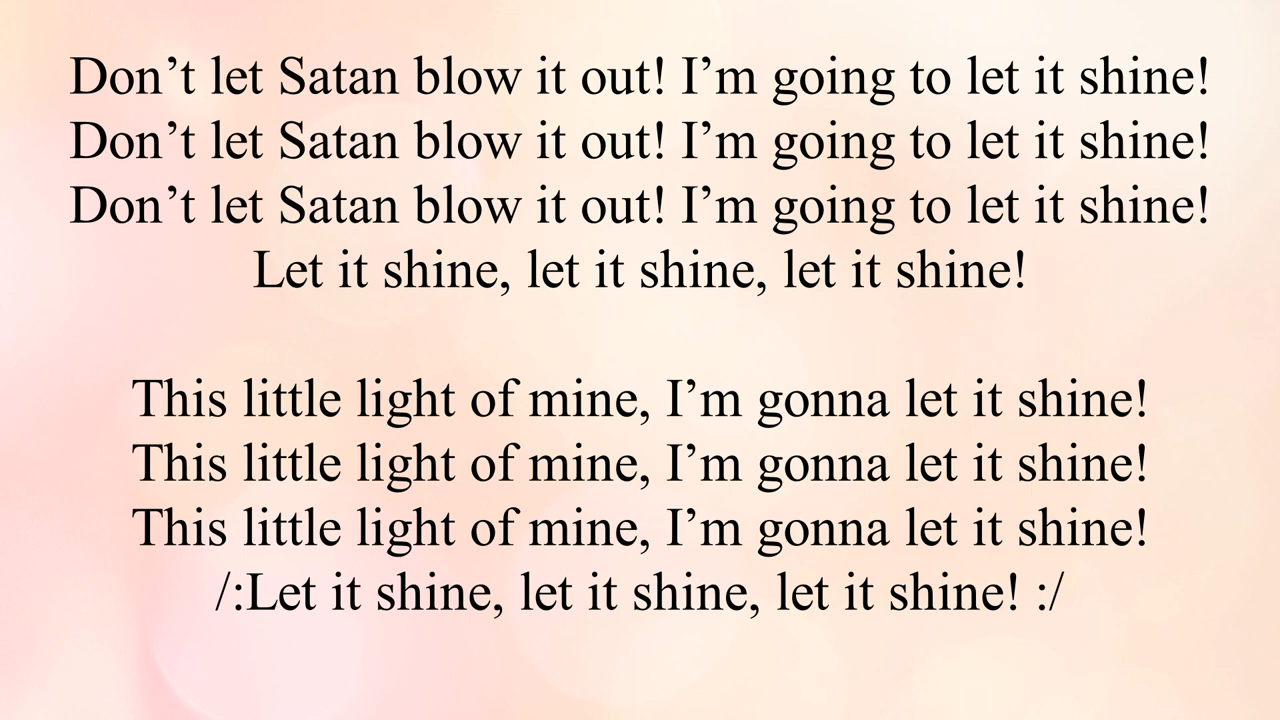 Don’t let Satan blow it out! I’m going to let it shine!
Don’t let Satan blow it out! I’m going to let it shine!
Don’t let Satan blow it out! I’m going to let it shine!
Let it shine, let it shine, let it shine!
This little light of mine, I’m gonna let it shine!
This little light of mine, I’m gonna let it shine!
This little light of mine, I’m gonna let it shine!
/:Let it shine, let it shine, let it shine! :/